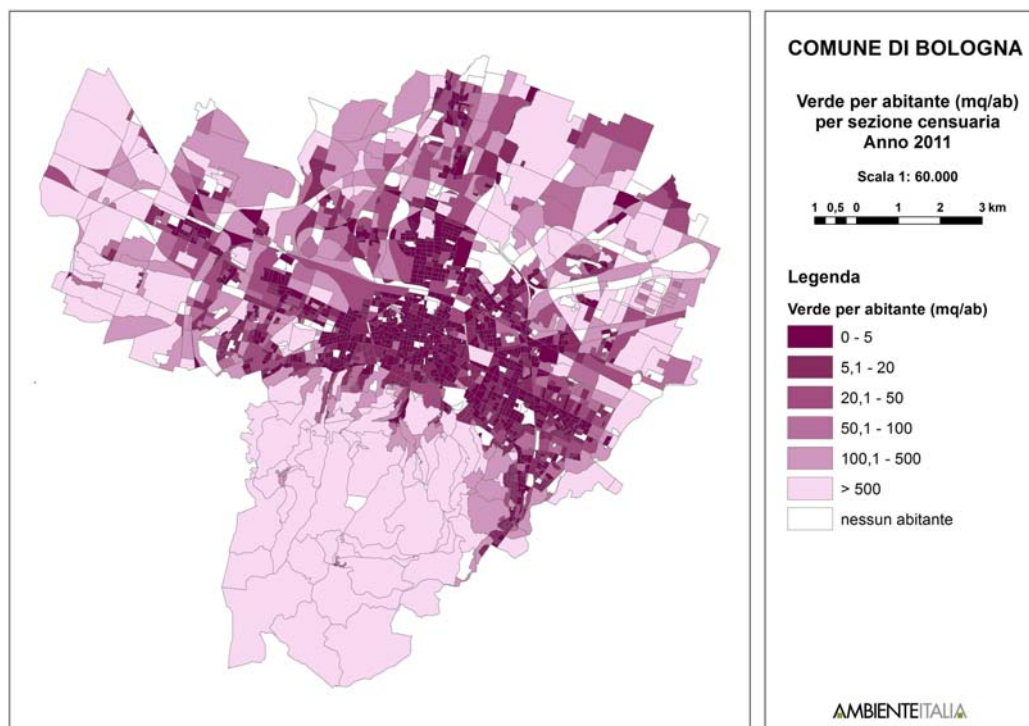 COMUNE DI BOLOGNA
Verde per abitante (mq/ab)
per sezione censuaria
Anno 2011
Scala 1: 60.000
1 0,5 0 1 2 3 km
Legenda
Verde per abitante (mq/ab)
0 - 5
5,1 - 20
20,1 - 50
50,1 - 100
100,1 - 500
> 500
nessun abitante
AMBIENTEITALIA